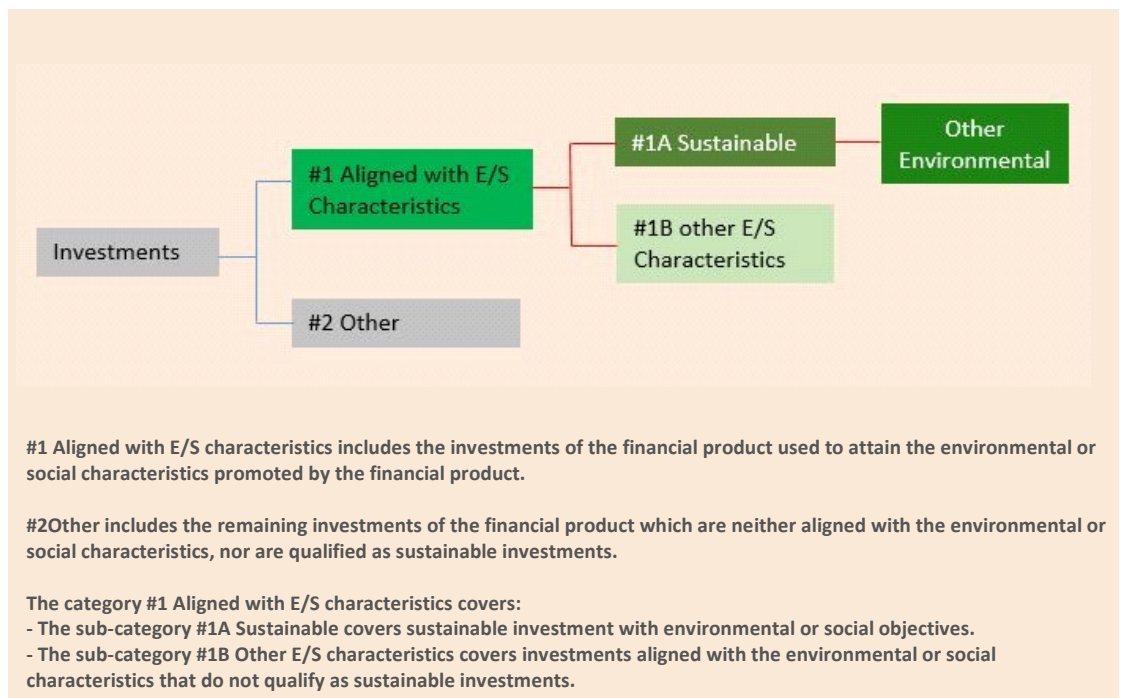 Investments
#1 Aligned with E/S
Characteristics
#2 Other
#1A Sustainable
#1B other E/S
Characteristics
Other
Environmental
#1 Aligned with E/S characteristics includes the investments of the financial product used to attain the environmental or
social characteristics promoted by the financial product.
#2Other includes the remaining investments of the financial product which are neither aligned with the environmental or
social characteristics, nor are qualified as sustainable investments.
The category #1 Aligned with E/S characteristics covers:
- The sub-category #1A Sustainable covers sustainable investment with environmental or social objectives.
- The sub-category #1B Other E/S characteristics covers investments aligned with the environmental or social
characteristics that do not qualify as sustainable investments.